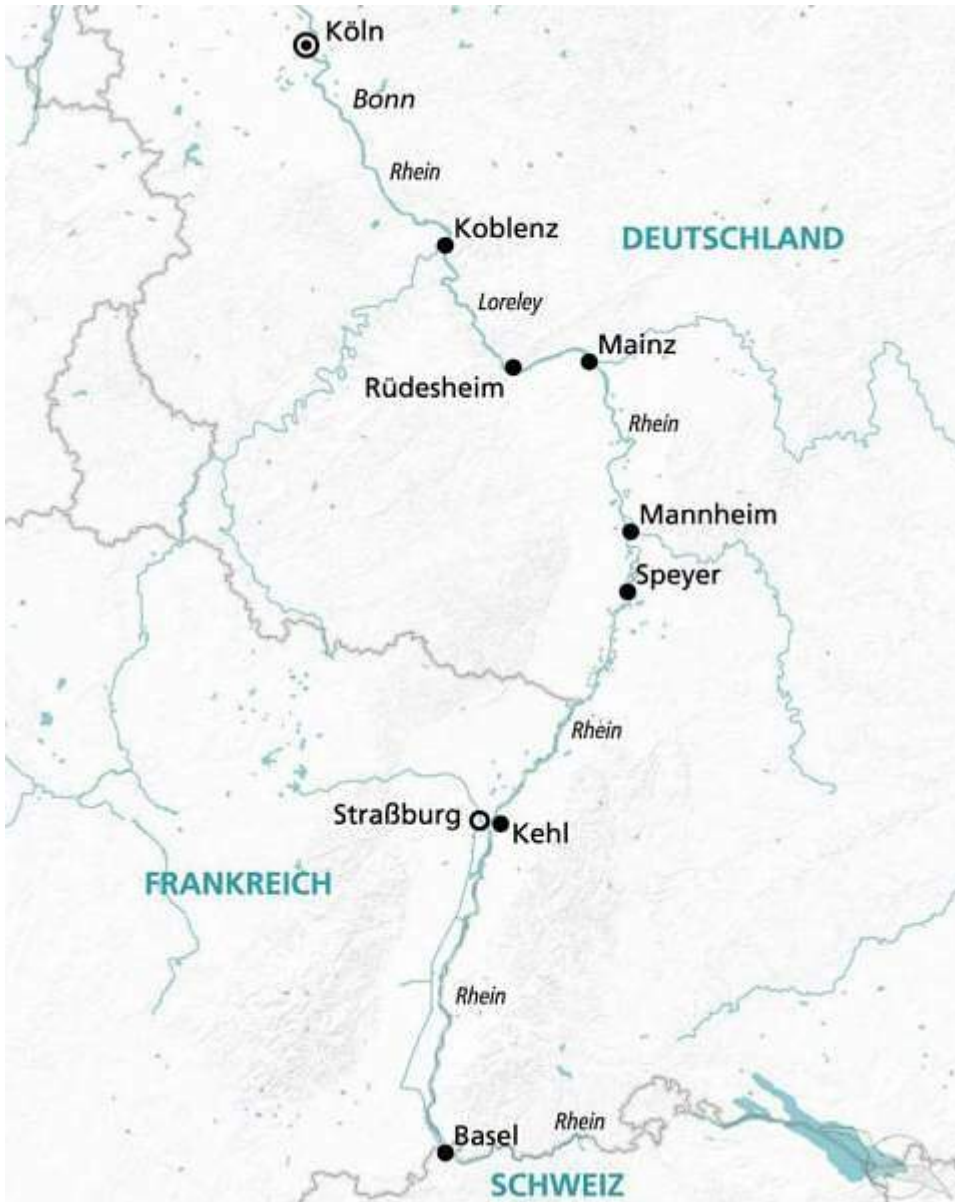 Köln
Bonn
Rhein
Koblenz
DEUTSCHLAND
Loreley
Mainz
Rüdesheim
Rhein
Mannheim
Speyer
Rhein
Straßburg
Kehl
FRANKREICH
Rhein
Rhein
Basel
SCHWEIZ